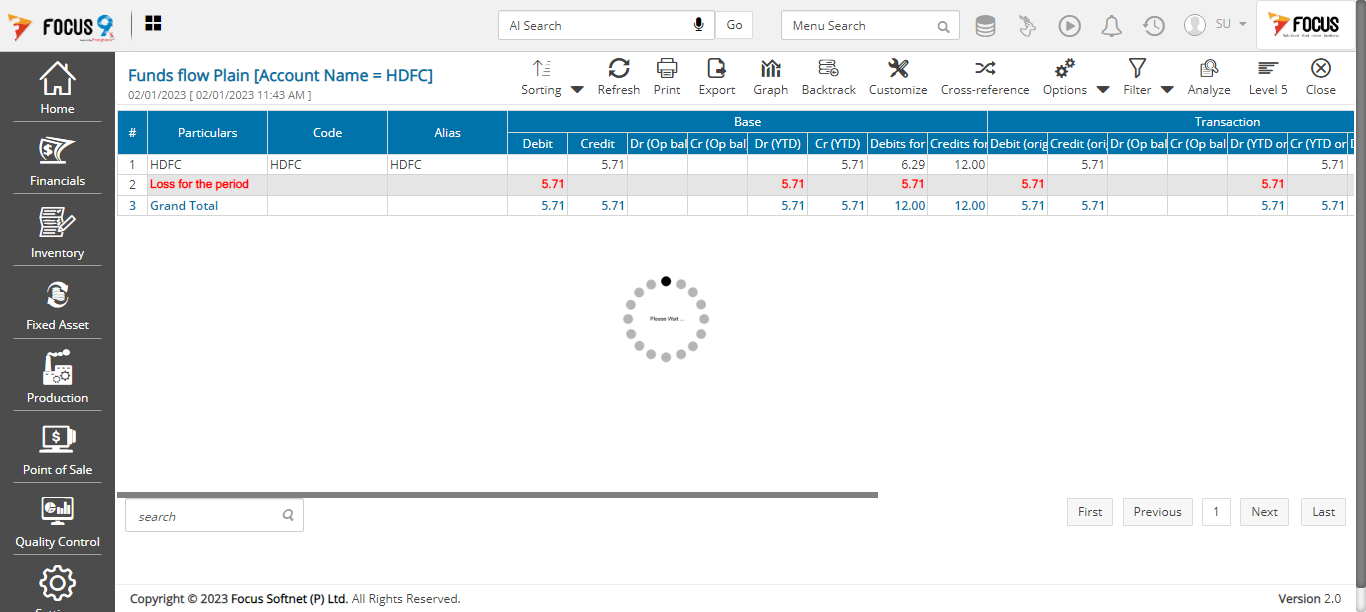 FOCUS 9
AI Search
Go
Menu Search
SU
FOCUS
Home
Financials
Inventory
Fixed Asset
Production
Point of Sale
Quality Control
Funds flow Plain [Account Name = HDFC]
02/01/2023 [ 02/01/2023 11:43 AM ]
Sorting Refresh Print Export Graph Backtrack Customize Cross-reference Options Filter Analyze Level 5 Close
Base Transaction
# Particulars Code Alias Debit Credit Dr (Op bal Cr (Op bal Dr (YTD) Cr (YTD) Debits for Credits for Debit (orig Credit (ori Dr (Op bal Cr (Op bal Dr (YTD or Cr (YTD or
1 HDFC HDFC HDFC 5.71 5.71 6.29 12.00 5.71 5.71
2 Loss for the period 5.71 5.71 5.71 5.71 5.71
3 Grand Total 5.71 5.71 5.71 5.71 12.00 12.00 5.71 5.71 5.71 5.71
Please Wait ...
search
First Previous 1 Next Last
Copyright © 2023 Focus Softnet (P) Ltd. All Rights Reserved.
Version 2.0